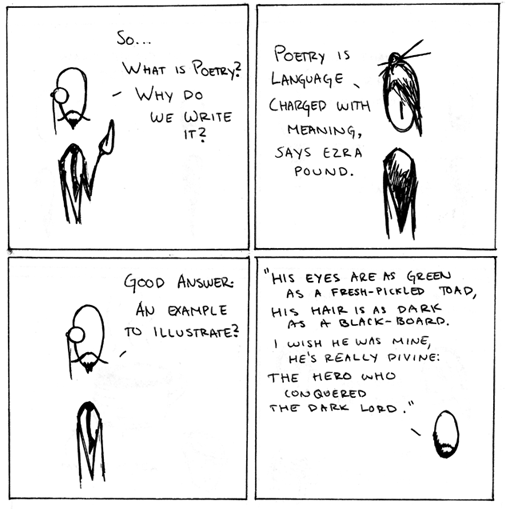 So...
What is Poetry?
Why do
we write
it?
Poetry is
language
charged with
meaning,
says Ezra
Pound.
Good answer.
An example
to illustrate?
"His eyes are as green
as a fresh-pickled toad,
his hair is as dark
as a black-board.
I wish he was mine,
he's really divine:
the hero who
conquered
the Dark Lord."